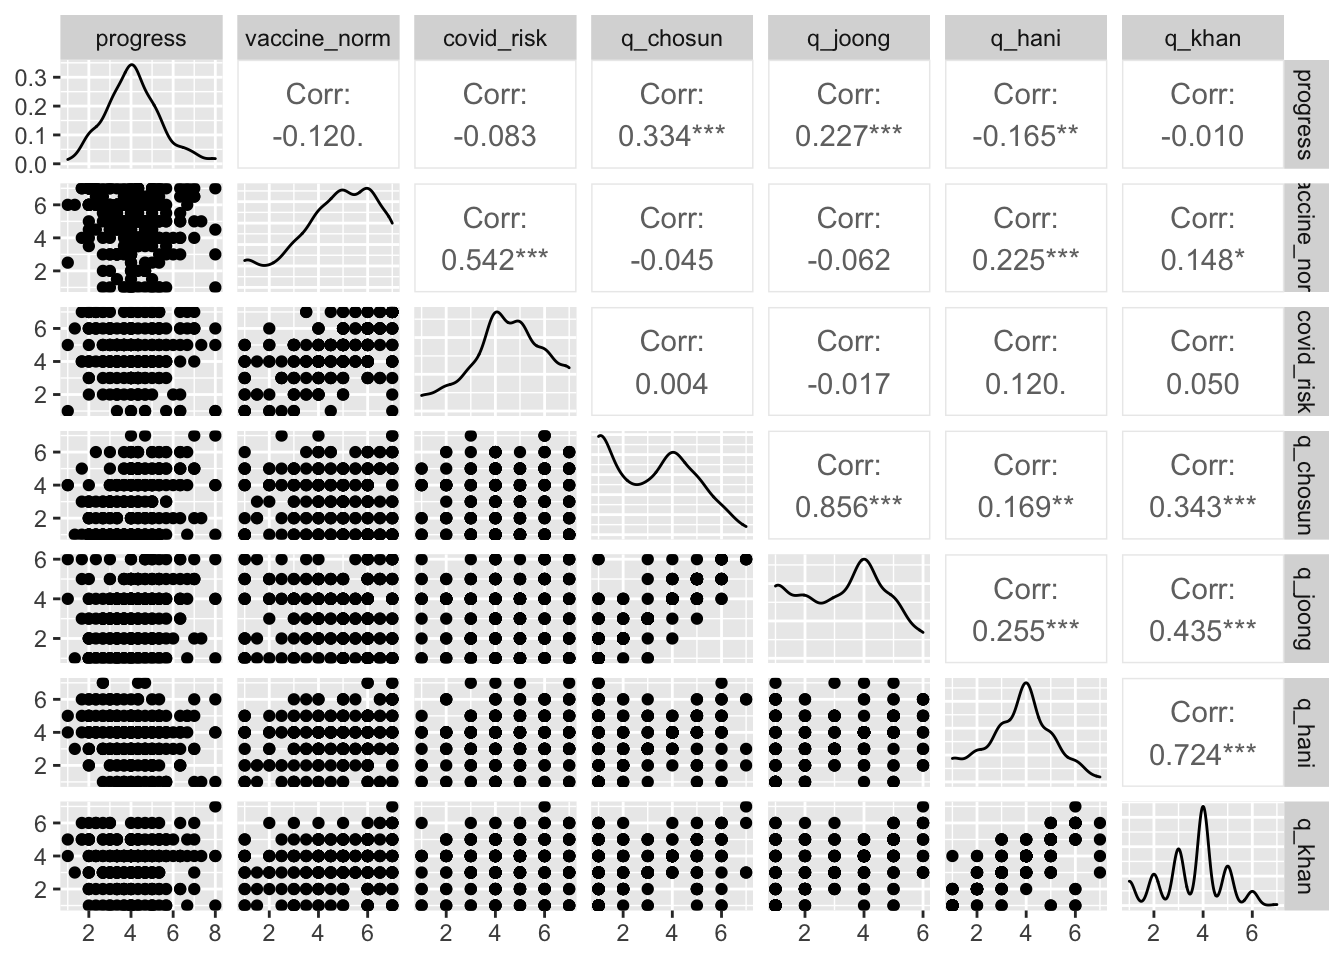 progress vaccine_norm covid_risk q_chosun q_joong q_hani q_khan
0.3
0.2
0.1
0.0
Corr:
-0.120.
Corr:
-0.083
Corr:
0.334***
Corr:
0.227***
Corr:
-0.165**
Corr:
-0.010
progress
6
4
2
Corr:
0.542***
Corr:
-0.045
Corr:
-0.062
Corr:
0.225***
Corr:
0.148*
accine_nor
6
4
2
Corr:
0.004
Corr:
-0.017
Corr:
0.120.
Corr:
0.050
covid_risk
6
4
2
Corr:
0.856***
Corr:
0.169**
Corr:
0.343***
q_chosun
6
4
2
Corr:
0.255***
Corr:
0.435***
q_joong
6
4
2
Corr:
0.724***
q_hani
6
4
2
q_khan
2 4 6 8 2 4 6 2 4 6 2 4 6 2 4 6 2 4 6 2 4 6